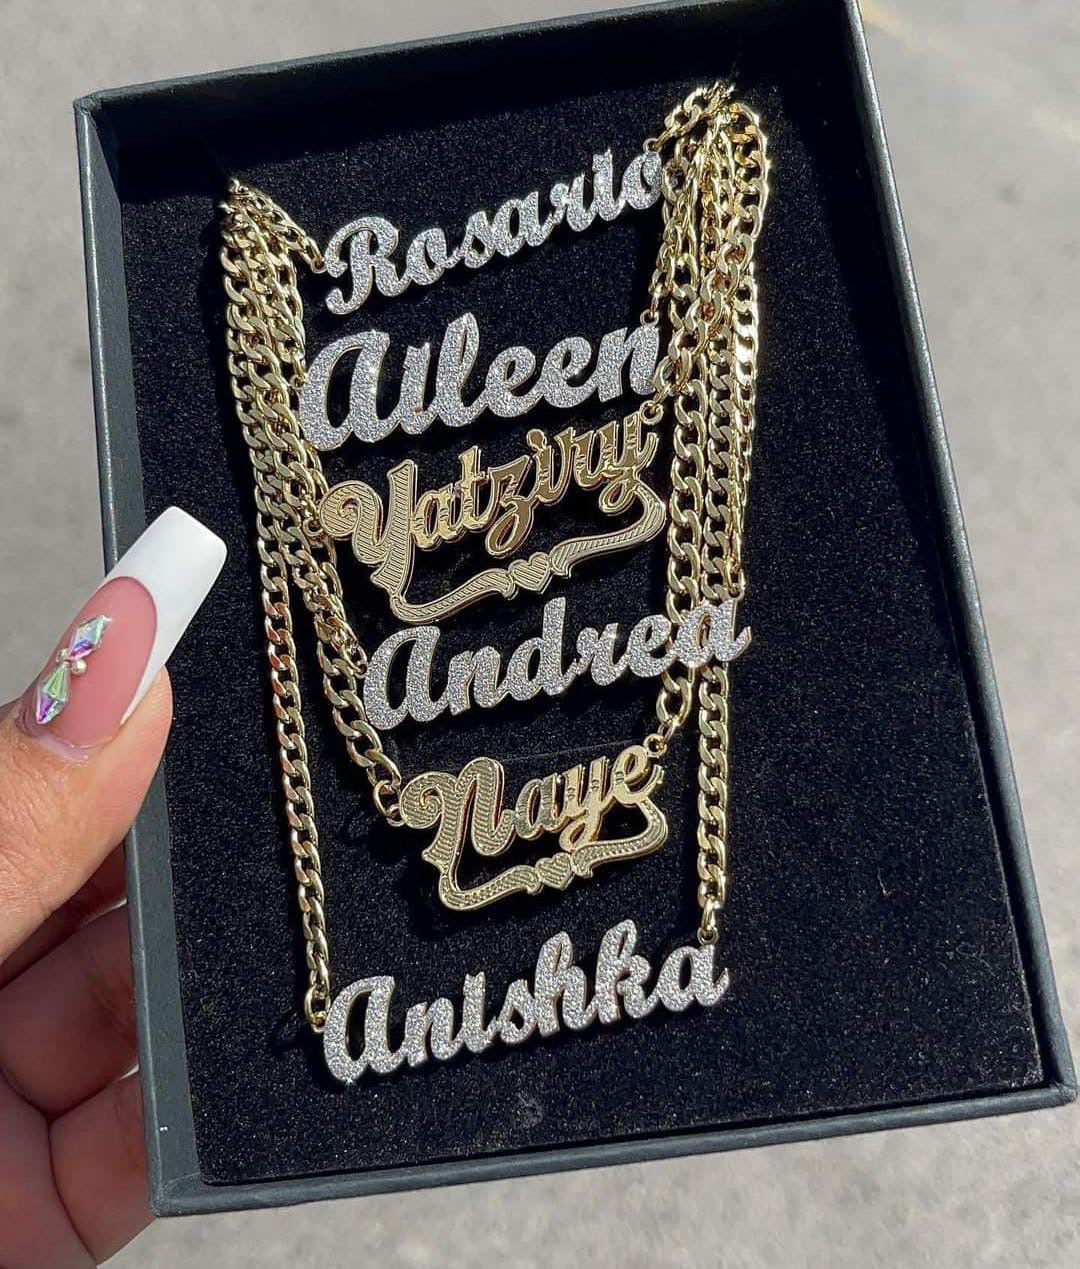 Rosario
Aileen
Yatziry
Andrea
Naye
Anishka